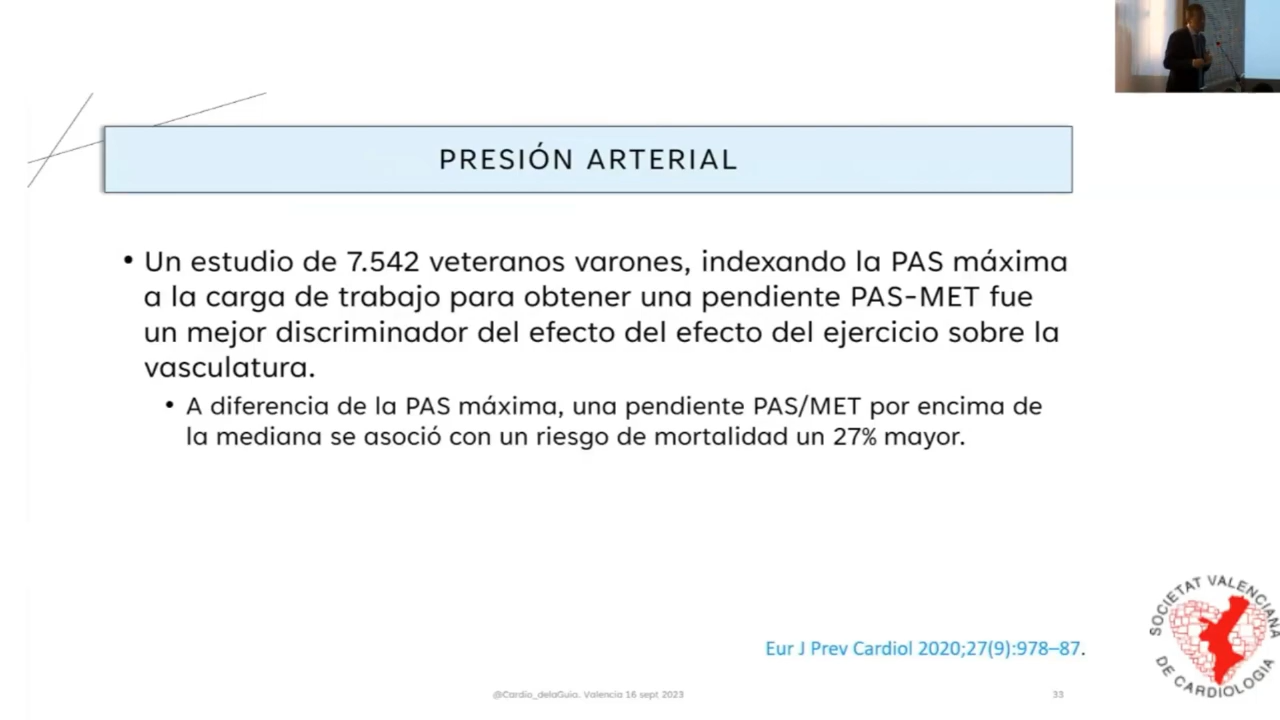 PRESIÓN ARTERIAL
• Un estudio de 7.542 veteranos varones, indexando la PAS máxima
a la carga de trabajo para obtener una pendiente PAS-MET fue
un mejor discriminador del efecto del efecto del ejercicio sobre la
vasculatura.
• A diferencia de la PAS máxima, una pendiente PAS/MET por encima de
la mediana se asoció con un riesgo de mortalidad un 27% mayor.
Eur J Prev Cardiol 2020;27(9):978–87.
SOCIETAT VALENCIANA
DE CARDIOLOGIA
@Cardio_delaGuia. Valencia 16 sept 2023
33